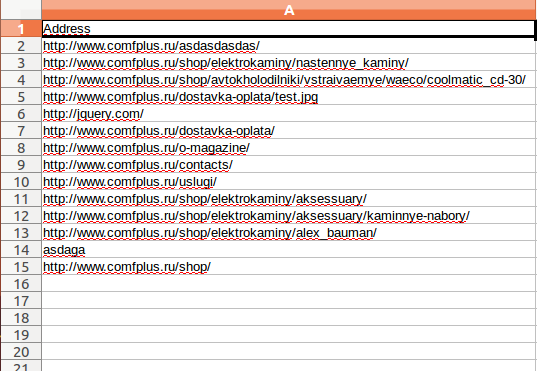 A
1 Address
2 http://www.comfplus.ru/asdasdasdas/
3 http://www.comfplus.ru/shop/elektrokaminy/nastennye_kaminy/
4 http://www.comfplus.ru/shop/avtokholodilniki/vstraivaemye/waeco/coolmatic_cd-30/
5 http://www.comfplus.ru/dostavka-oplata/test.jpg
6 http://jquery.com/
7 http://www.comfplus.ru/dostavka-oplata/
8 http://www.comfplus.ru/o-magazine/
9 http://www.comfplus.ru/contacts/
10 http://www.comfplus.ru/uslugi/
11 http://www.comfplus.ru/shop/elektrokaminy/aksessuary/
12 http://www.comfplus.ru/shop/elektrokaminy/aksessuary/kaminnye-nabory/
13 http://www.comfplus.ru/shop/elektrokaminy/alex_bauman/
14 asdaga
15 http://www.comfplus.ru/shop/
16
17
18
19
20
21